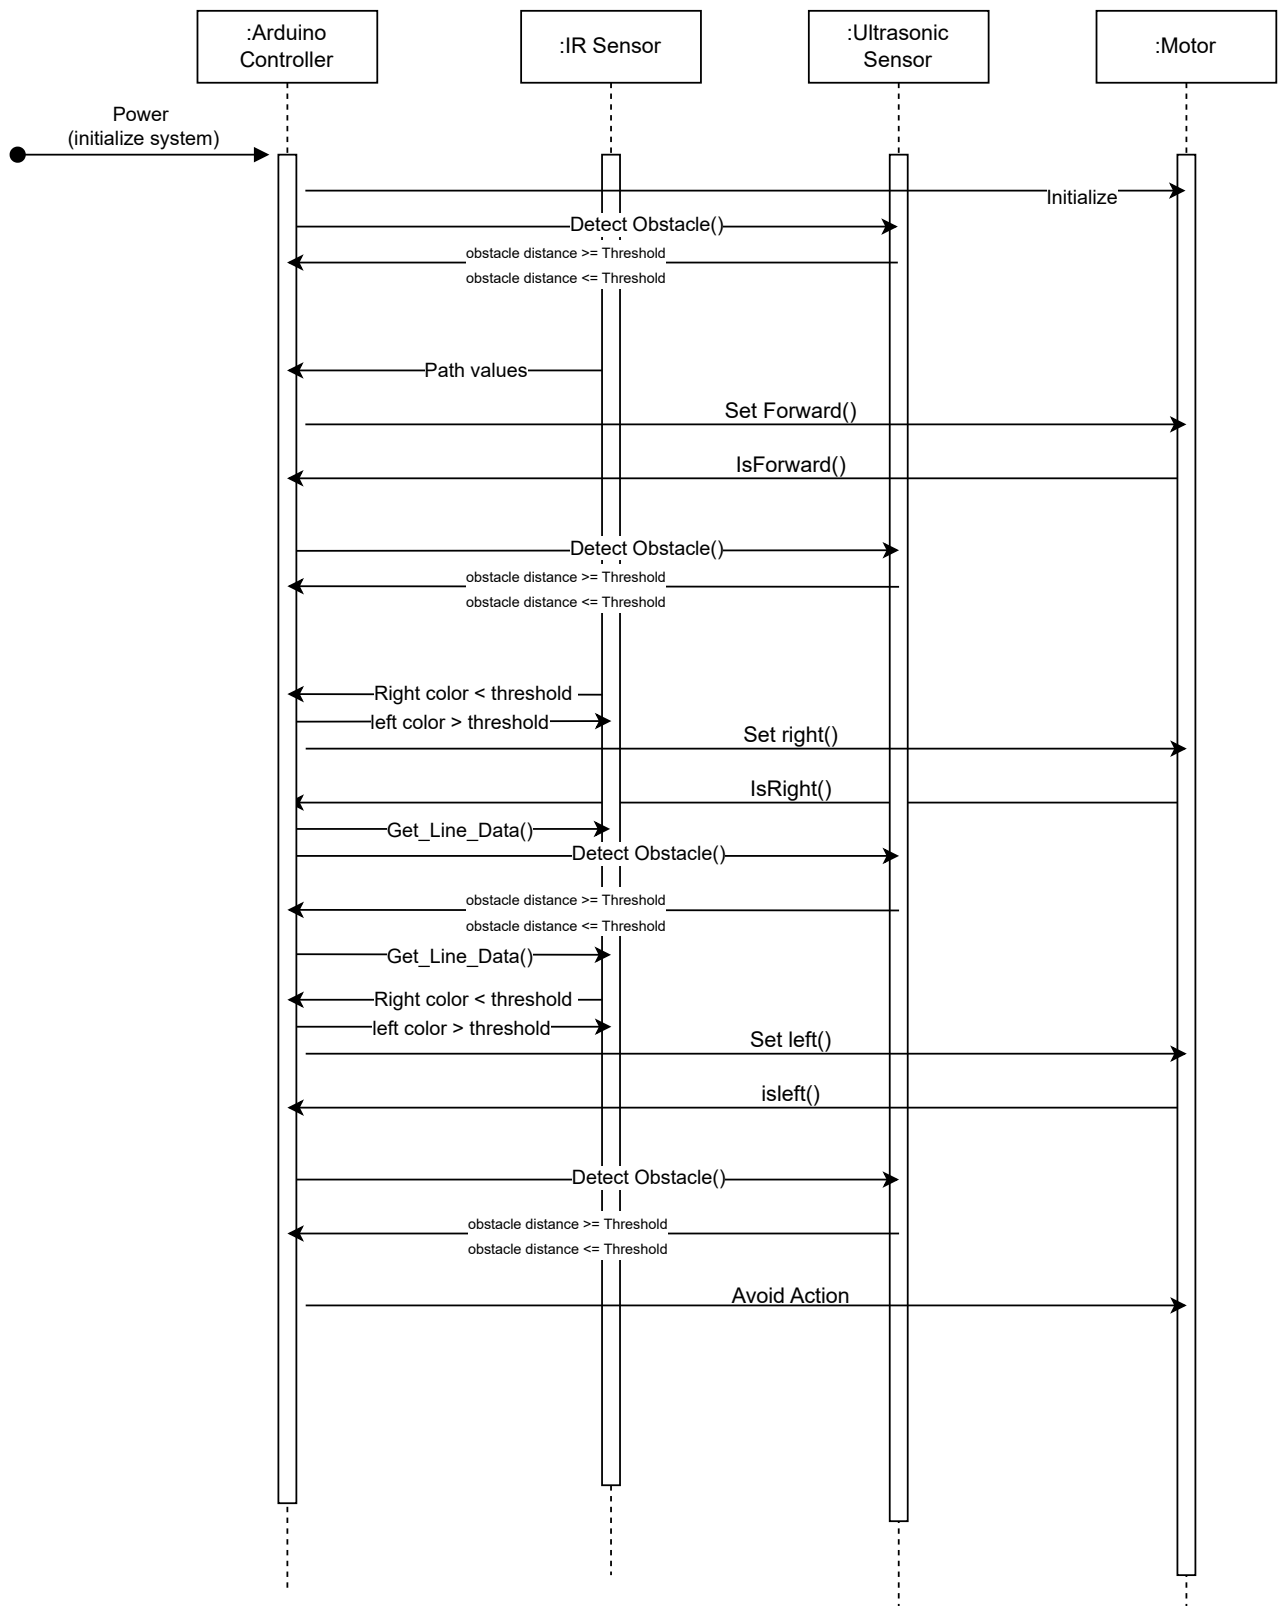 :Arduino
Controller
:IR Sensor
:Ultrasonic
Sensor
:Motor
Power
(initialize system)
Initialize
Detect Obstacle()
obstacle distance >= Threshold
obstacle distance <= Threshold
Path values
Set Forward()
IsForward()
Detect Obstacle()
obstacle distance >= Threshold
obstacle distance <= Threshold
Right color < threshold
left color > threshold
Set right()
IsRight()
Get_Line_Data()
Detect Obstacle()
obstacle distance >= Threshold
obstacle distance <= Threshold
Get_Line_Data()
Right color < threshold
left color > threshold
Set left()
isleft()
Detect Obstacle()
obstacle distance >= Threshold
obstacle distance <= Threshold
Avoid Action